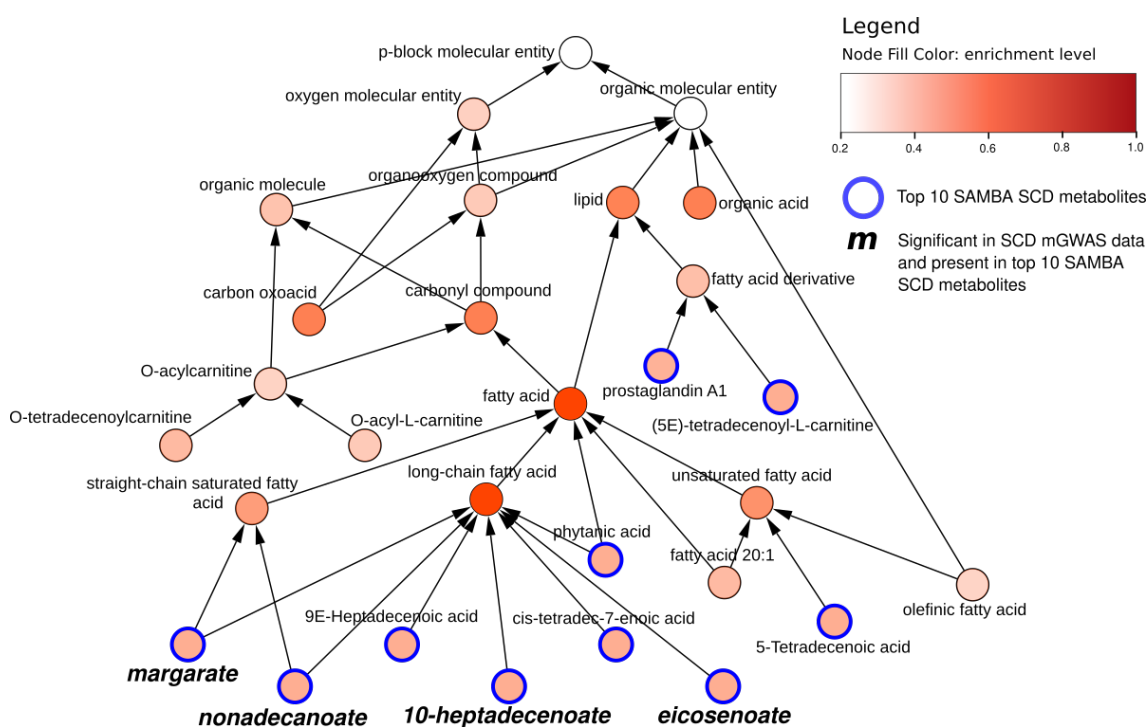 Legend
Node Fill Color: enrichment level
0.2 0.4 0.6 0.8 1.0
Top 10 SAMBA SCD metabolites
m
Significant in SCD mGWAS data
and present in top 10 SAMBA
SCD metabolites
p-block molecular entity
organic molecular entity
oxygen molecular entity
organooxygen compound
organic molecule
lipid
organic acid
fatty acid derivative
carbon oxoacid
carbonyl compound
O-acylcarnitine
fatty acid
prostaglandin A1
(5E)-tetradecenoyl-L-carnitine
O-tetradecenoylcarnitine
O-acyl-L-carnitine
long-chain fatty acid
unsaturated fatty acid
straight-chain saturated fatty
acid
phytanic acid
fatty acid 20:1
olefinic fatty acid
9E-Heptadecenoic acid
cis-tetradec-7-enoic acid
5-Tetradecenoic acid
margarate
nonadecanoate
10-heptadecenoate
eicosenoate